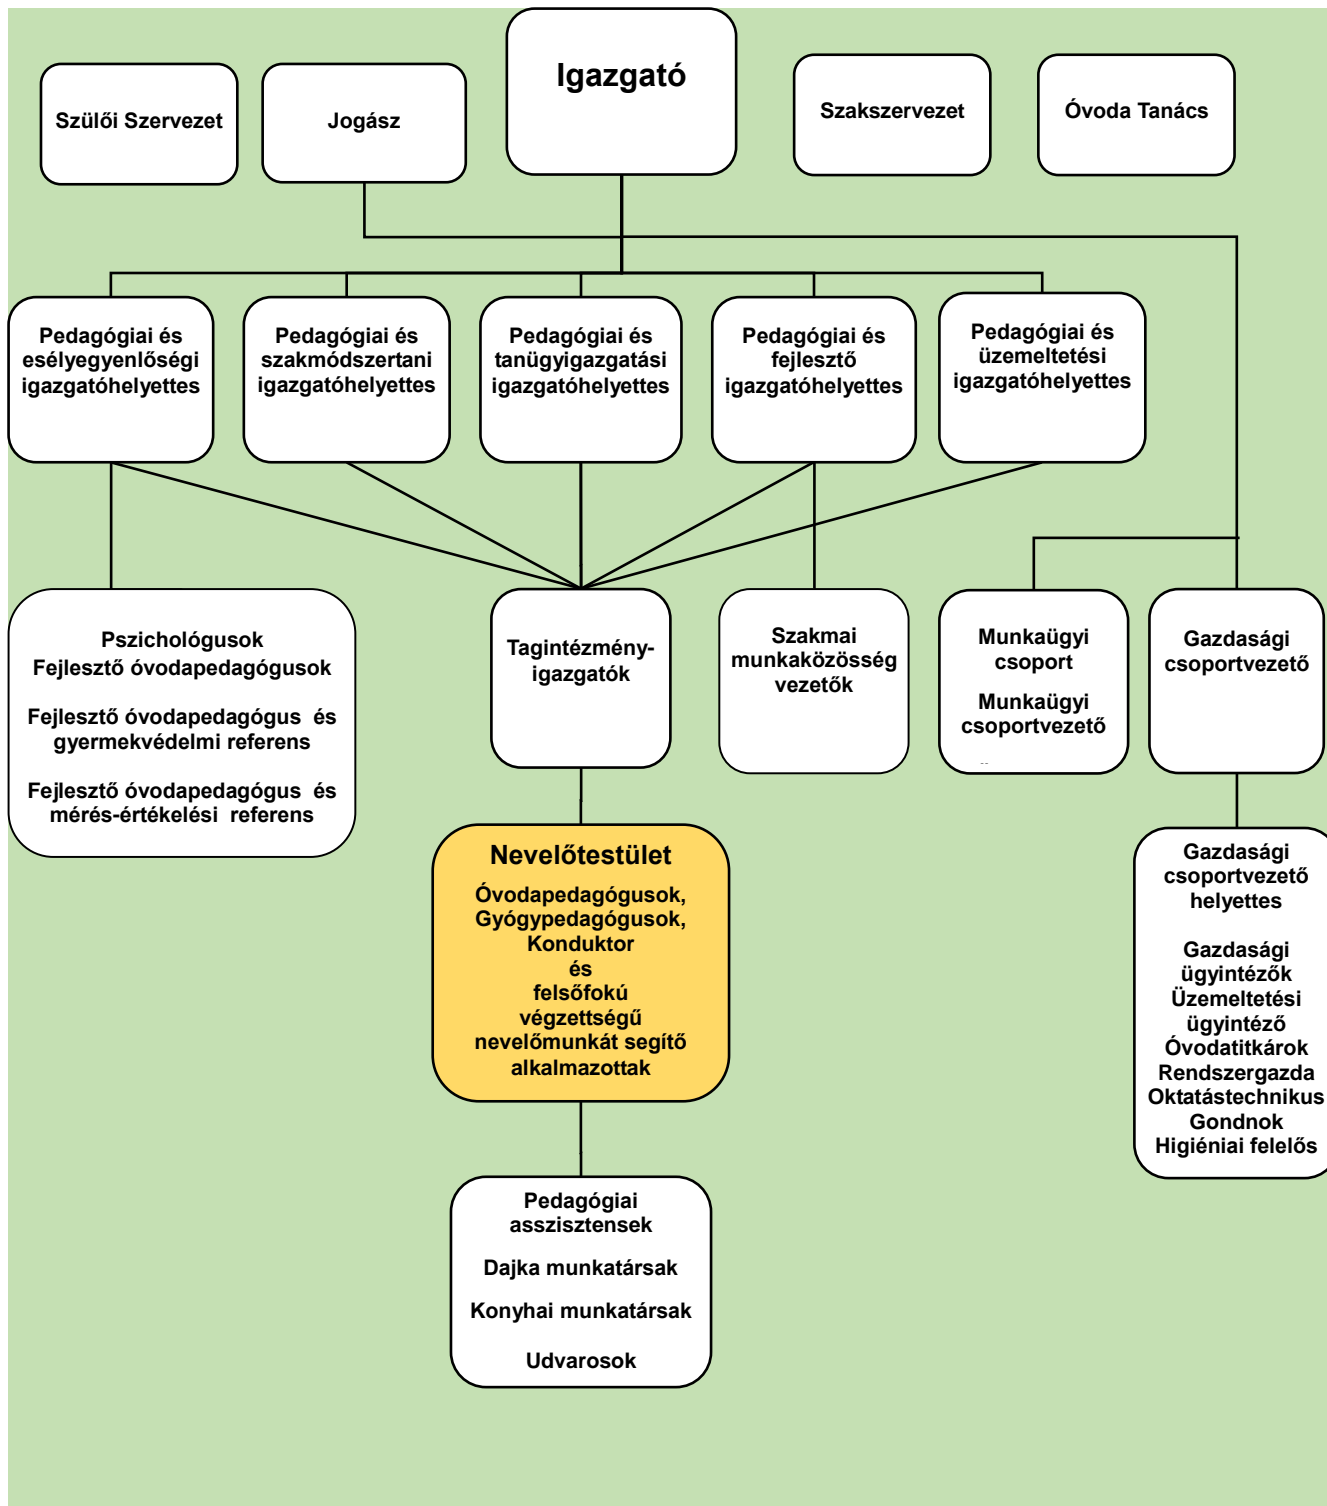 Igazgató
Szülői Szervezet
Jogász
Szakszervezet
Óvoda Tanács
Pedagógiai és
esélyegyenlőségi
igazgatóhelyettes
Pedagógiai és
szakmódszertani
igazgatóhelyettes
Pedagógiai és
tanügyigazgatási
igazgatóhelyettes
Pedagógiai és
fejlesztő
igazgatóhelyettes
Pedagógiai és
üzemeltetési
igazgatóhelyettes
Pszichológusok
Fejlesztő óvodapedagógusok
Fejlesztő óvodapedagógus és
gyermekvédelmi referens
Fejlesztő óvodapedagógus és
mérés-értékelési referens
Tagintézmény-
igazgatók
Szakmai
munkaközösség
vezetők
Munkaügyi
csoport
Munkaügyi
csoportvezető
Gazdasági
csoportvezető
Nevelőtestület
Óvodapedagógusok,
Gyógypedagógusok,
Konduktor
és
felsőfokú
végzettségű
nevelőmunkát segítő
alkalmazottak
Gazdasági
csoportvezető
helyettes
Gazdasági
ügyintézők
Üzemeltetési
ügyintéző
Óvodatitkárok
Rendszergazda
Oktatástechnikus
Gondnok
Higiéniai felelős
Pedagógiai
asszisztensek
Dajka munkatársak
Konyhai munkatársak
Udvarosok